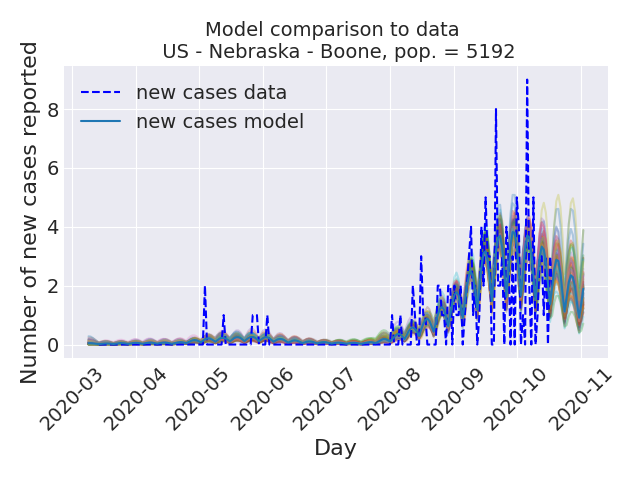 Model comparison to data
US - Nebraska - Boone, pop. = 5192
Number of new cases reported
new cases data
new cases model
8
6
4
2
0
2020-03
2020-04
2020-05
2020-06
2020-07
2020-08
2020-09
2020-10
2020-11
Day